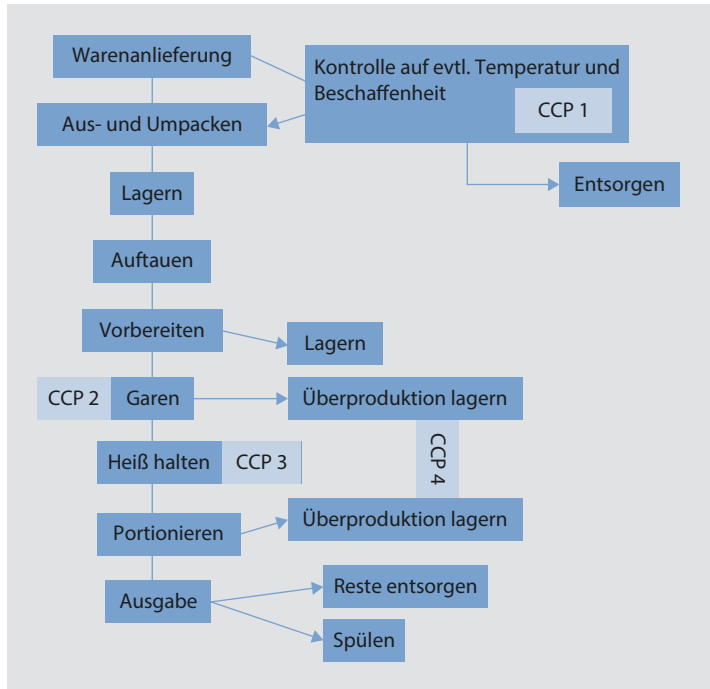 Warenanlieferung
Kontrolle auf evtl. Temperatur und
Beschaffenheit
CCP 1
Aus- und Umpacken
Entsorgen
Lagern
Auftauen
Vorbereiten
Lagern
CCP 2
Garen
Überproduktion lagern
CCP 4
Heiß halten
CCP 3
Portionieren
Überproduktion lagern
Ausgabe
Reste entsorgen
Spülen